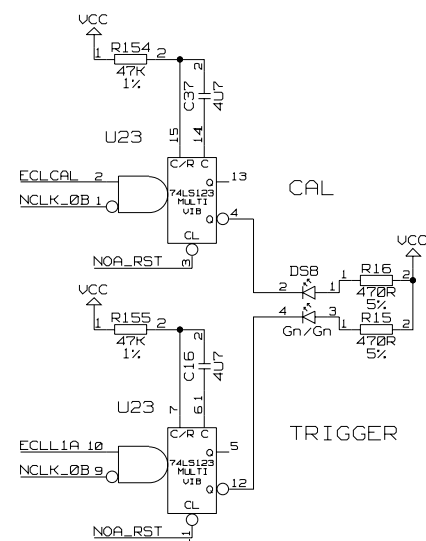 VCC
1 R154 2
47K
1%
2
C37
4U7
U23
15 14
ECLCAL 2
NCLK_0B 1
C/R C
Q 13
74LS123
MULTI
VIB
Q 4
CL
3
NOA_RST
CAL
VCC
DS8
2 1
1 R16 2
470R
5%
4 3
Gn/Gn
1 R15 2
470R
5%
VCC
1 R155 2
47K
1%
2
C16
4U7
1
U23
7 6
ECLL1A 10
NCLK_0B 9
C/R C
Q 5
74LS123
MULTI
VIB
Q 12
CL
1
NOA_RST
TRIGGER